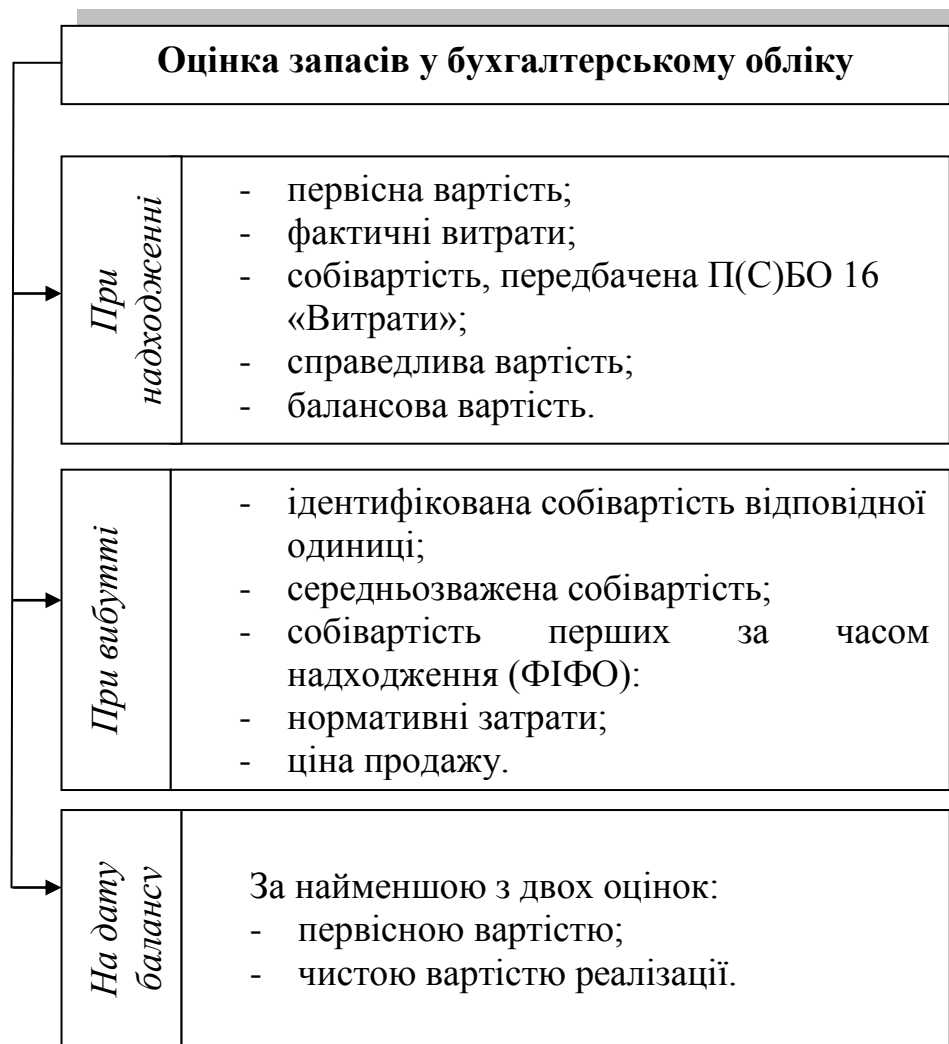 Оцінка запасів у бухгалтерському обліку
При
надходженні
- первісна вартість;
- фактичні витрати;
- собівартість, передбачена П(С)БО 16
«Витрати»;
- справедлива вартість;
- балансова вартість.
При вибутті
- ідентифікована собівартість відповідної
одиниці;
- середньозважена собівартість;
- собівартість перших за часом
надходження (ФІФО):
- нормативні затрати;
- ціна продажу.
На дату
балансу
За найменшою з двох оцінок:
- первісною вартістю;
- чистою вартістю реалізації.